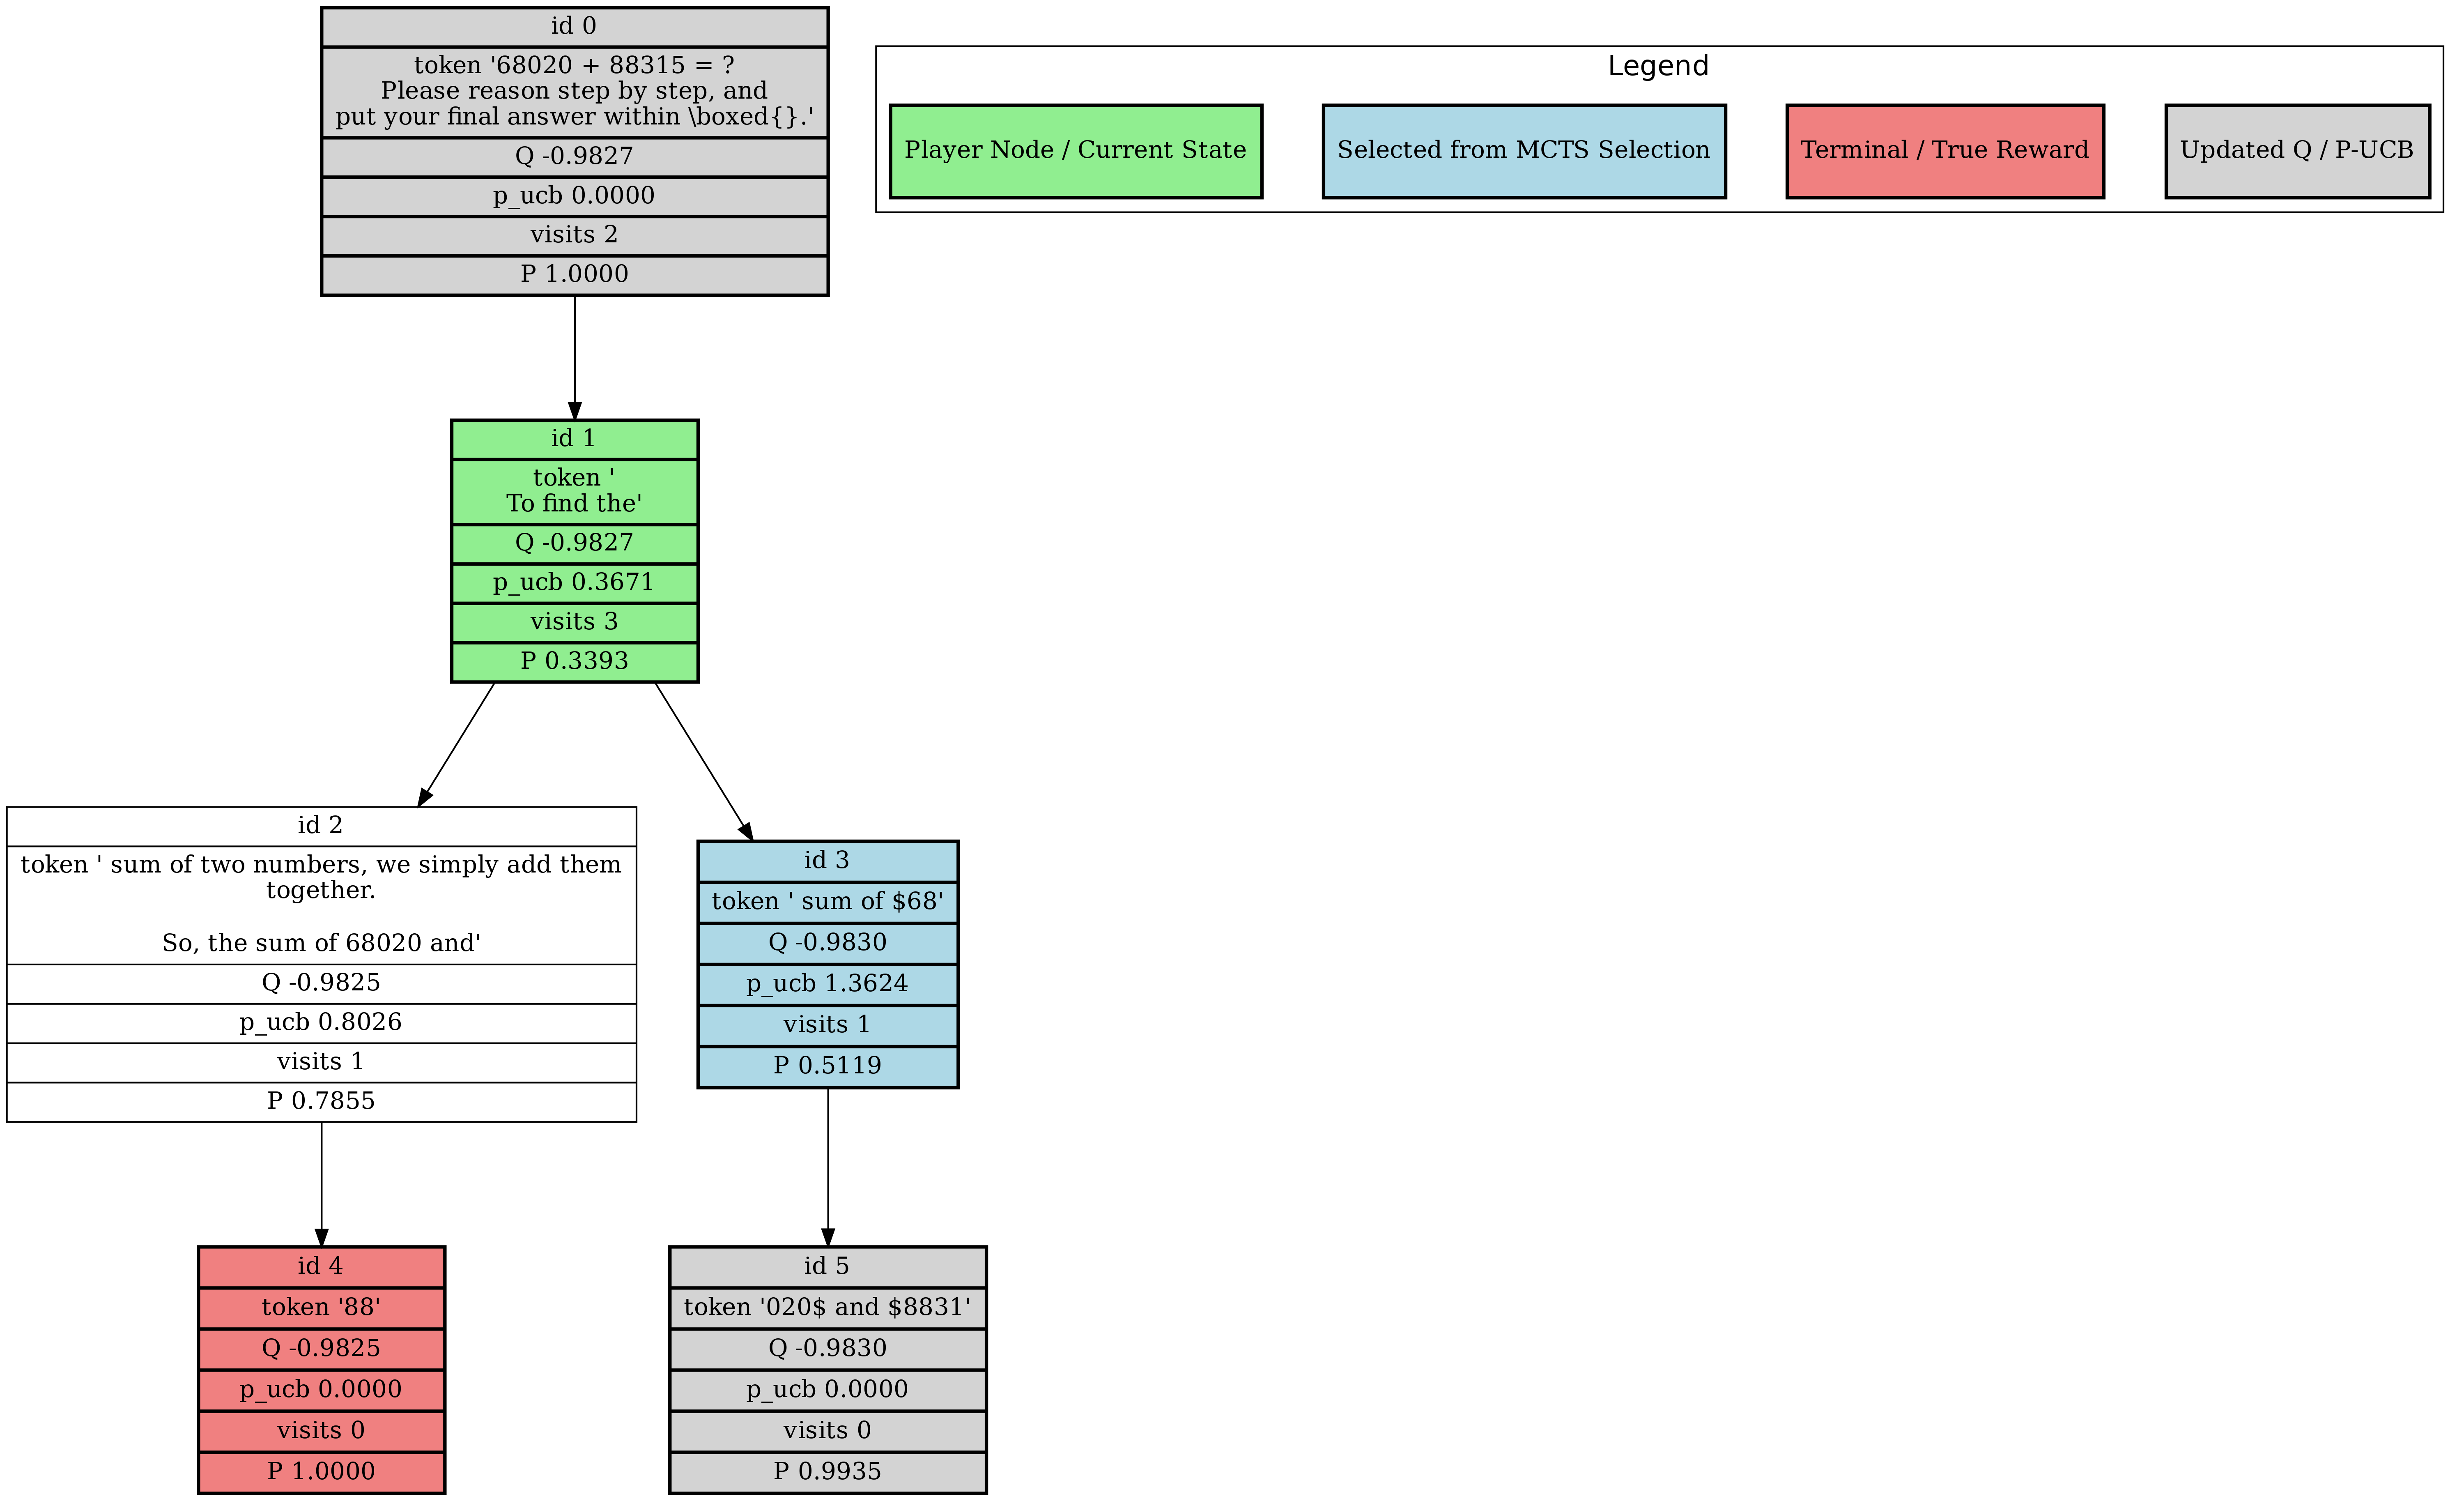 id 0
token '68020 + 88315 = ?
Please reason step by step, and
put your final answer within \boxed{}.'
Q -0.9827
p_ucb 0.0000
visits 2
P 1.0000
Legend
Player Node / Current State
Selected from MCTS Selection
Terminal / True Reward
Updated Q / P-UCB
id 1
token '
To find the'
Q -0.9827
p_ucb 0.3671
visits 3
P 0.3393
id 2
token ' sum of two numbers, we simply add them
together.
So, the sum of 68020 and'
Q -0.9825
p_ucb 0.8026
visits 1
P 0.7855
id 3
token ' sum of $68'
Q -0.9830
p_ucb 1.3624
visits 1
P 0.5119
id 4
token '88'
Q -0.9825
p_ucb 0.0000
visits 0
P 1.0000
id 5
token '020$ and $8831'
Q -0.9830
p_ucb 0.0000
visits 0
P 0.9935